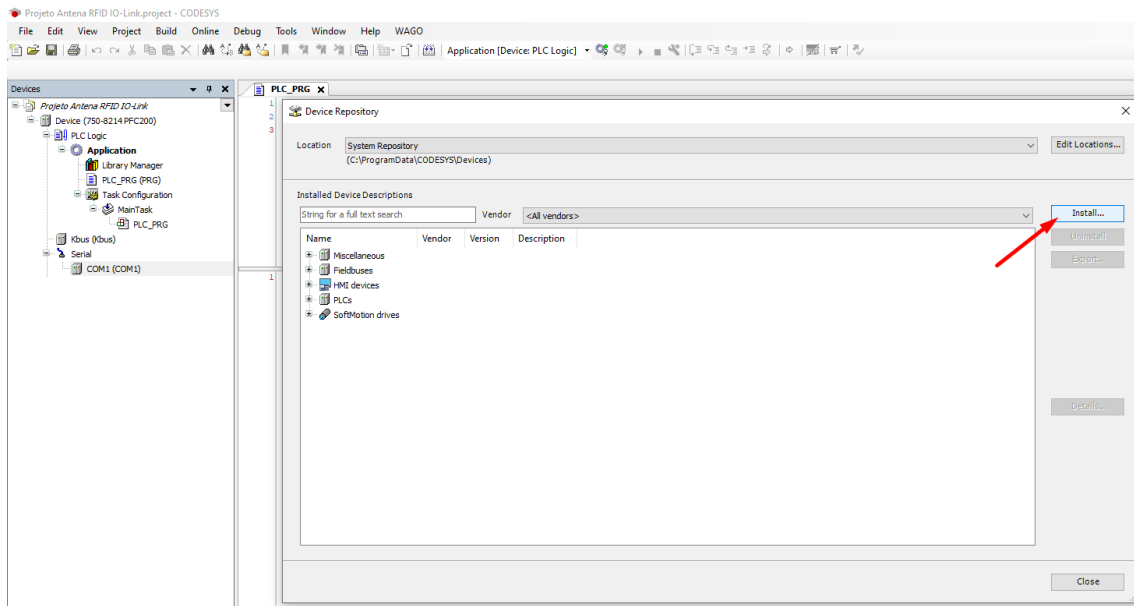 Projeto Antena RFID IO-Link.project - CODESYS
File Edit View Project Build Online Debug Tools Window Help WAGO
Application [Device: PLC Logic]
Devices
Projeto Antena RFID IO-Link
Device (750-8214 PFC200)
PLC Logic
Application
Library Manager
PLC_PRG (PRG)
Task Configuration
MainTask
PLC_PRG
Kbus (Kbus)
Serial
COM1 (COM1)
PLC_PRG
1
2
3
1
Device Repository
Location System Repository Edit Locations...
(C:\ProgramData\CODESYS\Devices)
Installed Device Descriptions
String for a full text search Vendor <All vendors> Install...
Uninstall
Export...
Name Vendor Version Description
Miscellaneous
Fieldbuses
HMI devices
PLCs
SoftMotion drives
Details...
Close